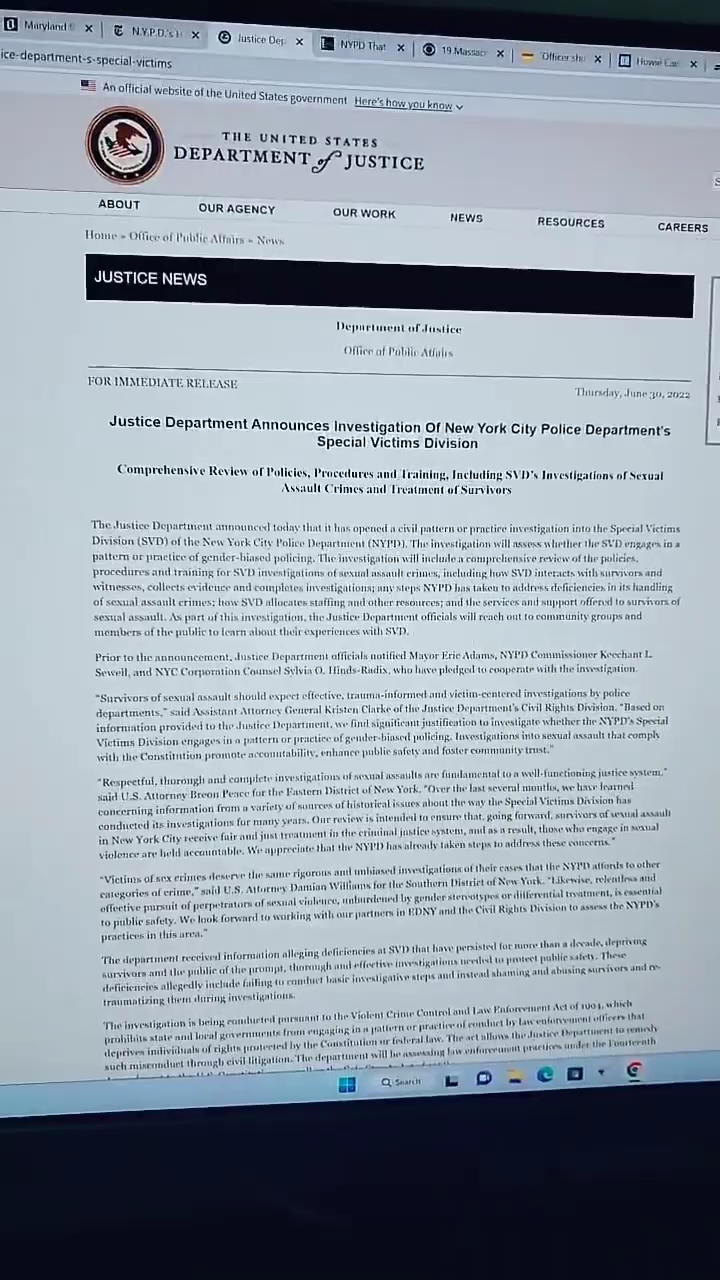 Maryland
N.Y.P.D.'s
Justice Dep
NYPD That
19 Massac
'Officer sho
Howie Car
ice-department-s-special-victims
An official website of the United States government Here's how you know
THE UNITED STATES
DEPARTMENT of JUSTICE
ABOUT OUR AGENCY OUR WORK NEWS RESOURCES CAREERS
Home » Office of Public Affairs » News
JUSTICE NEWS
Department of Justice
Office of Public Affairs
FOR IMMEDIATE RELEASE
Thursday, June 30, 2022
Justice Department Announces Investigation Of New York City Police Department's
Special Victims Division
Comprehensive Review of Policies, Procedures and Training, Including SVD's Investigations of Sexual
Assault Crimes and Treatment of Survivors
The Justice Department announced today that it has opened a civil pattern or practice investigation into the Special Victims
Division (SVD) of the New York City Police Department (NYPD). The investigation will assess whether the SVD engages in a
pattern or practice of gender-biased policing. The investigation will include a comprehensive review of the policies,
procedures and training for SVD investigations of sexual assault crimes, including how SVD interacts with survivors and
witnesses, collects evidence and completes investigations; any steps NYPD has taken to address deficiencies in its handling
of sexual assault crimes; how SVD allocates staffing and other resources; and the services and support offered to survivors of
sexual assault. As part of this investigation, the Justice Department officials will reach out to community groups and
members of the public to learn about their experiences with SVD.
Prior to the announcement, Justice Department officials notified Mayor Eric Adams, NYPD Commissioner Keechant L.
Sewell, and NYC Corporation Counsel Sylvia O. Hinds-Radix, who have pledged to cooperate with the investigation.
"Survivors of sexual assault should expect effective, trauma-informed and victim-centered investigations by police
departments," said Assistant Attorney General Kristen Clarke of the Justice Department's Civil Rights Division. "Based on
information provided to the Justice Department, we find significant justification to investigate whether the NYPD's Special
Victims Division engages in a pattern or practice of gender-biased policing. Investigations into sexual assault that comply
with the Constitution promote accountability, enhance public safety and foster community trust."
"Respectful, thorough and complete investigations of sexual assaults are fundamental to a well-functioning justice system,"
said U.S. Attorney Breon Peace for the Eastern District of New York. "Over the last several months, we have learned
concerning information from a variety of sources of historical issues about the way the Special Victims Division has
conducted its investigations for many years. Our review is intended to ensure that, going forward, survivors of sexual assault
in New York City receive fair and just treatment in the criminal justice system, and as a result, those who engage in sexual
violence are held accountable. We appreciate that the NYPD has already taken steps to address these concerns."
"Victims of sex crimes deserve the same rigorous and unbiased investigations of their cases that the NYPD affords to other
categories of crime," said U.S. Attorney Damian Williams for the Southern District of New York. "Likewise, relentless and
effective pursuit of perpetrators of sexual violence, unburdened by gender stereotypes or differential treatment, is essential
to public safety. We look forward to working with our partners in EDNY and the Civil Rights Division to assess the NYPD's
practices in this area."
The department received information alleging deficiencies at SVD that have persisted for more than a decade, depriving
survivors and the public of the prompt, thorough and effective investigations needed to protect public safety. These
deficiencies allegedly include failing to conduct basic investigative steps and instead shaming and abusing survivors and re-
traumatizing them during investigations.
The investigation is being conducted pursuant to the Violent Crime Control and Law Enforcement Act of 1994, which
prohibits state and local governments from engaging in a pattern or practice of conduct by law enforcement officers that
deprives individuals of rights protected by the Constitution or federal law. The act allows the Justice Department to remedy
such misconduct through civil litigation. The department will be assessing law enforcement practices under the Fourteenth
Search